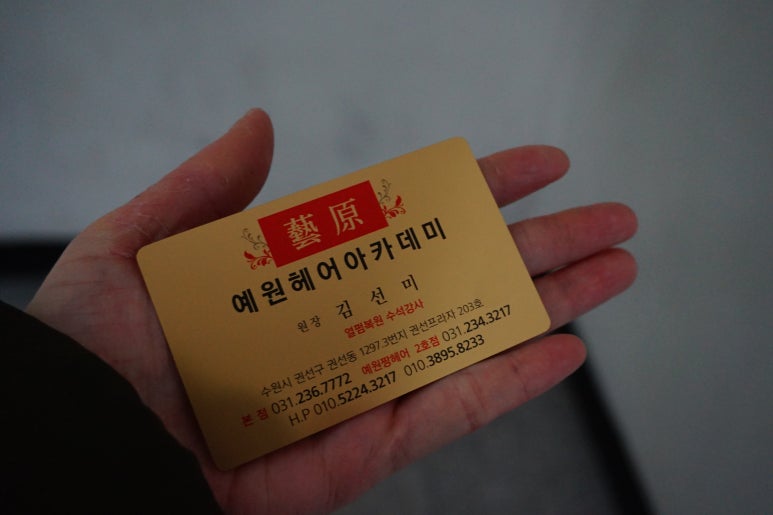 藝原
예원헤어아카데미
원장 김선미
열펌복원 수석강사
수원시 권선구 권선동 1297.3번지 권선프라자 203호
본 점 031.236.7772 예원짱헤어 2호점 031.234.3217
H.P 010.5224.3217 010.3895.8233